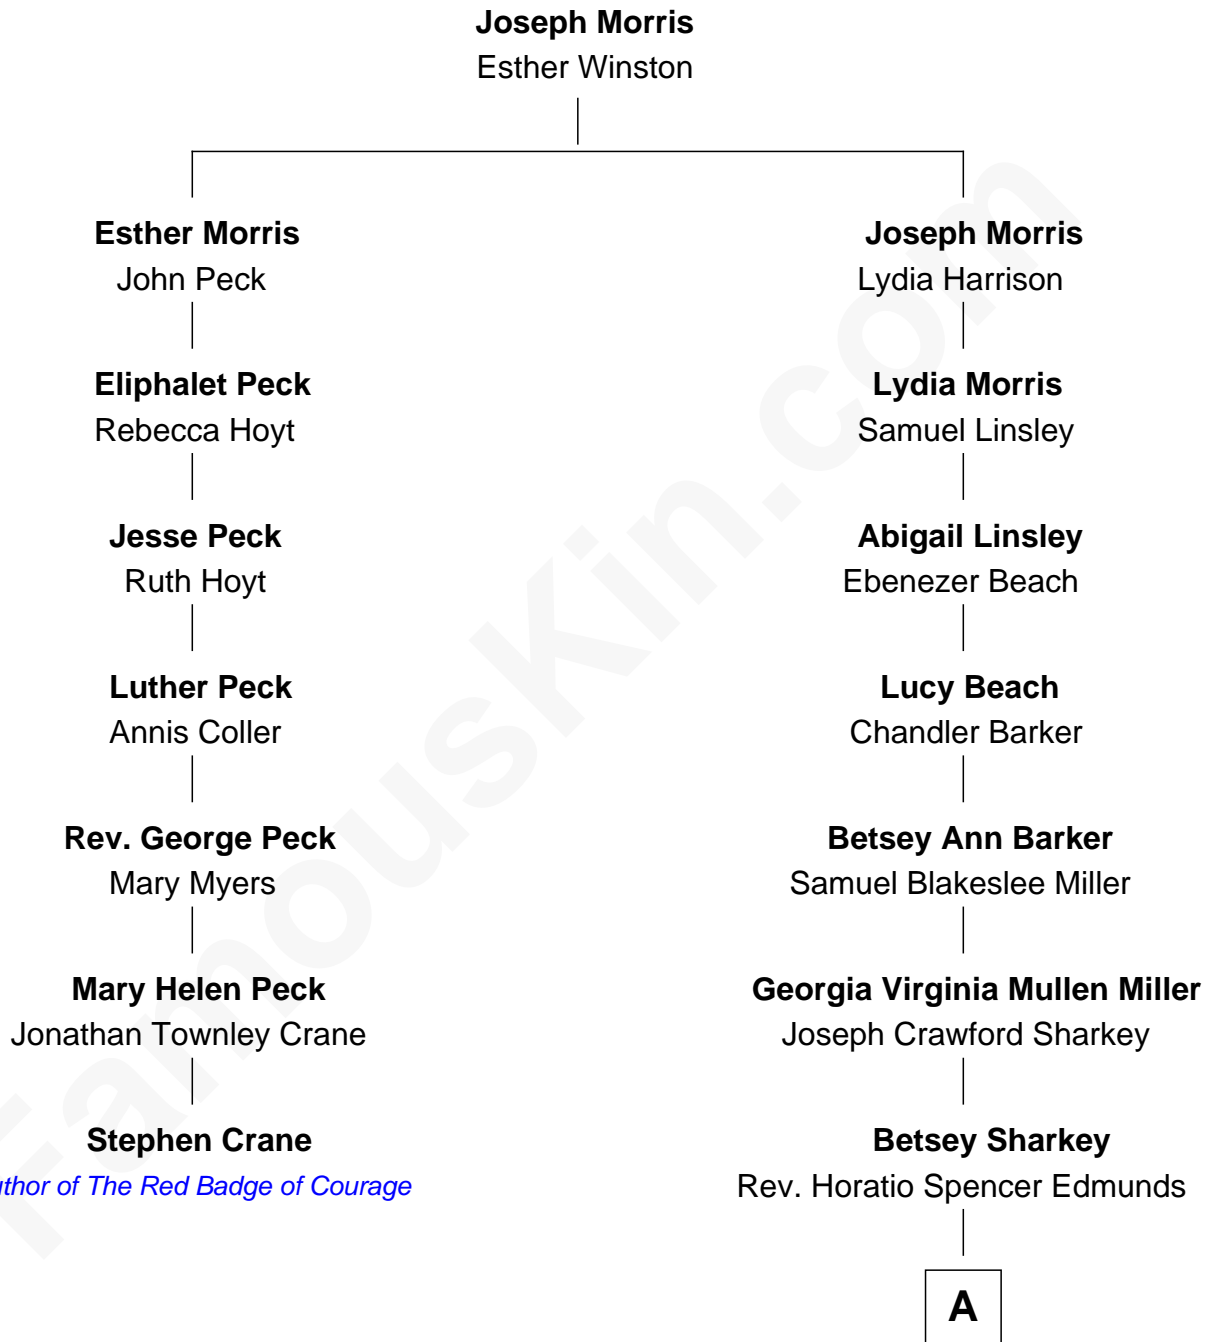 Joseph Morris
Esther Winston
Esther Morris
John Peck
Joseph Morris
Lydia Harrison
Eliphalet Peck
Rebecca Hoyt
Lydia Morris
Samuel Linsley
Jesse Peck
Ruth Hoyt
Abigail Linsley
Ebenezer Beach
Luther Peck
Annis Coller
Lucy Beach
Chandler Barker
Rev. George Peck
Mary Myers
Betsey Ann Barker
Samuel Blakeslee Miller
Mary Helen Peck
Jonathan Townley Crane
Georgia Virginia Mullen Miller
Joseph Crawford Sharkey
Stephen Crane
uthor of The Red Badge of Courage
Betsey Sharkey
Rev. Horatio Spencer Edmunds
A
FamousKin.com